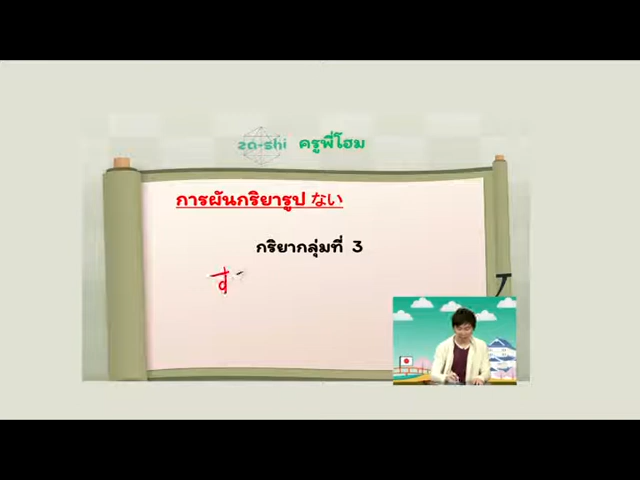 za-shi ครูพี่โฮม
การผันกริยารูป ない
กริยากลุ่มที่ 3
す